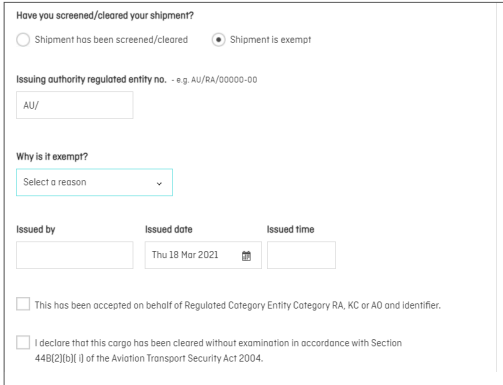 Have you screened/cleared your shipment?
Shipment has been screened/cleared Shipment is exempt
Issuing authority regulated entity no. - e.g. AU/RA/00000-00
AU/
Why is it exempt?
Select a reason
Issued by Issued date Issued time
Thu 18 Mar 2021
This has been accepted on behalf of Regulated Category Entity Category RA, KC or AO and identifier.
I declare that this cargo has been cleared without examination in accordance with Section
44B(2)(b)( i) of the Aviation Transport Security Act 2004.